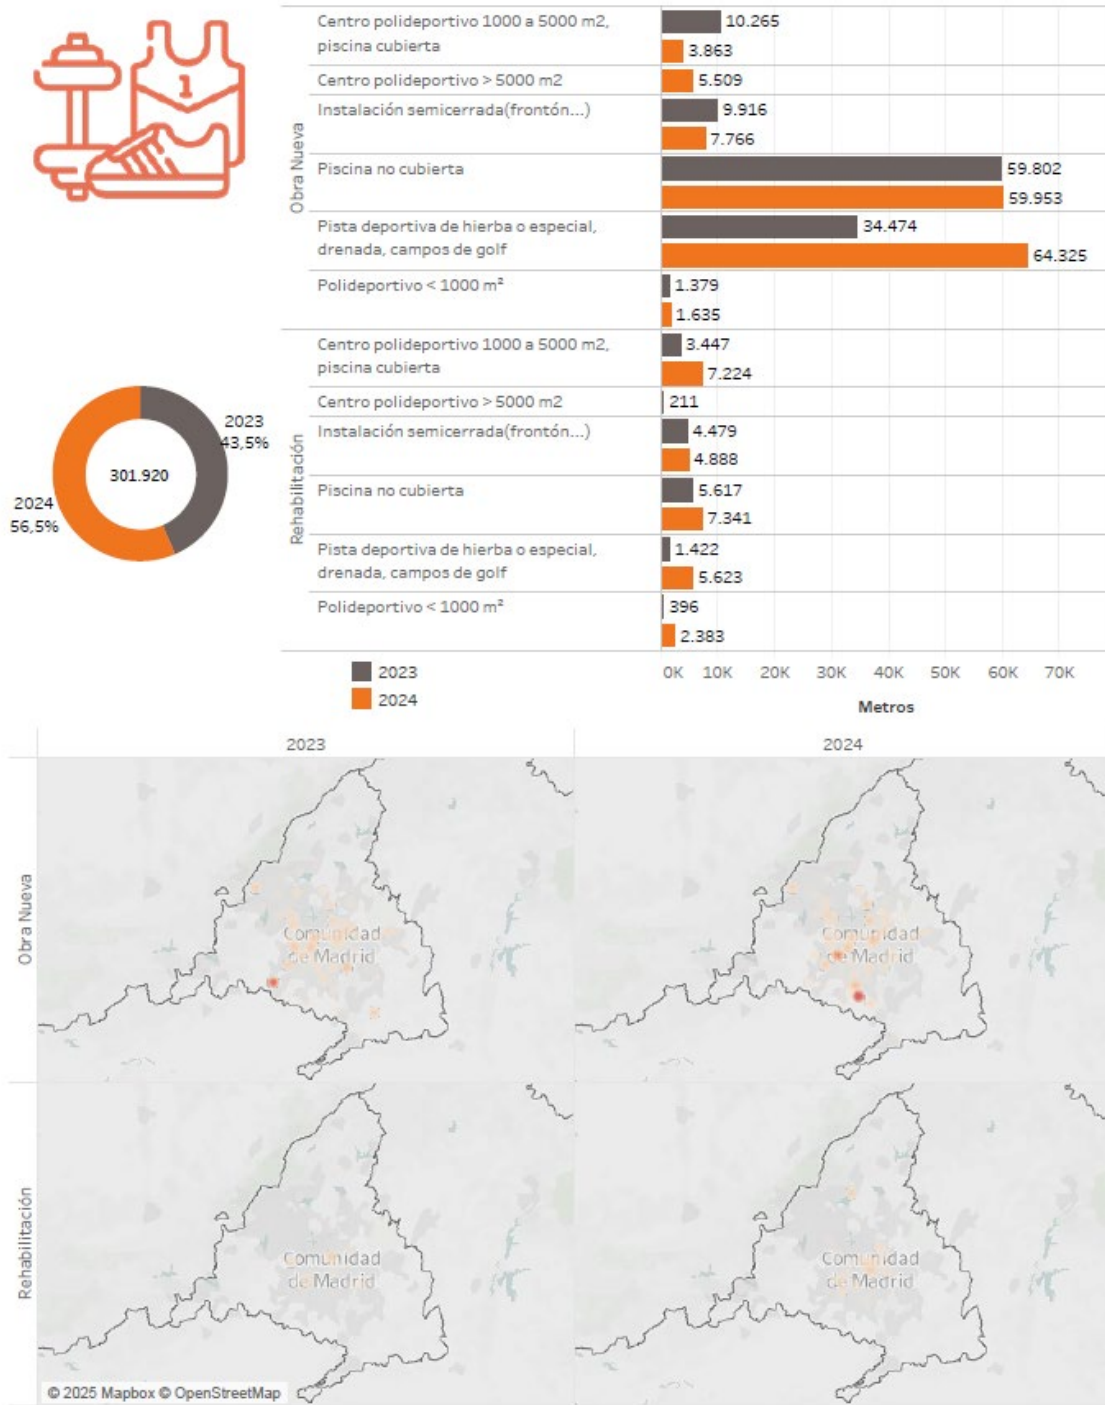 1
Obra Nueva
Centro polideportivo 1000 a 5000 m2,
piscina cubierta
10.265
3.863
Centro polideportivo > 5000 m2
5.509
Instalación semicerrada(frontón...)
9.916
7.766
Piscina no cubierta
59.802
59.953
Pista deportiva de hierba o especial,
drenada, campos de golf
34.474
64.325
Polideportivo < 1000 m²
1.379
1.635
Rehabilitación
Centro polideportivo 1000 a 5000 m2,
piscina cubierta
3.447
7.224
Centro polideportivo > 5000 m2
211
Instalación semicerrada(frontón...)
4.479
4.888
Piscina no cubierta
5.617
7.341
Pista deportiva de hierba o especial,
drenada, campos de golf
1.422
5.623
Polideportivo < 1000 m²
396
2.383
0K 10K 20K 30K 40K 50K 60K 70K
Metros
2023
43,5%
301.920
2024
56,5%
2023
2024
2023
2024
Obra Nueva
Comunidad
de Madrid
Comunidad
de Madrid
Rehabilitación
Comunidad
de Madrid
Comunidad
de Madrid
© 2025 Mapbox © OpenStreetMap